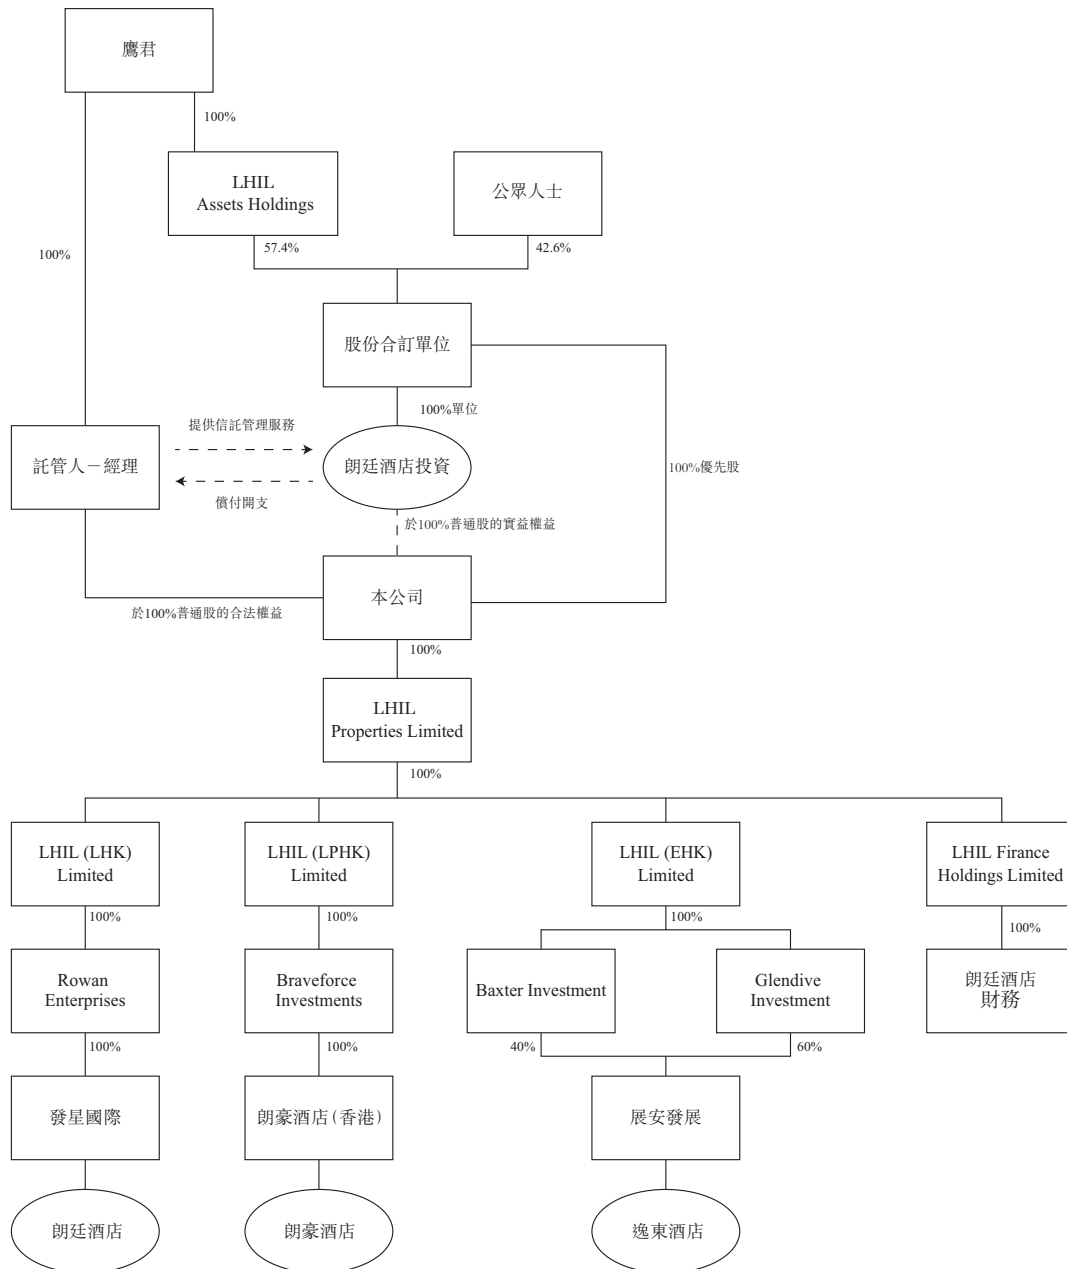 鷹君
100%
LHIL
Assets Holdings
公眾人士
57.4%
42.6%
100%
股份合訂單位
100%單位
提供信託管理服務
託管人－經理
朗廷酒店投資
100%優先股
償付開支
於100%普通股的實益權益
本公司
於100%普通股的合法權益
100%
LHIL
Properties Limited
100%
LHIL (LHK)
Limited
LHIL (LPHK)
Limited
LHIL (EHK)
Limited
LHIL Firance
Holdings Limited
100%
100%
100%
100%
Rowan
Enterprises
Braveforce
Investments
Baxter Investment
Glendive
Investment
朗廷酒店
財務
100%
100%
40%
60%
發星國際
朗豪酒店(香港)
展安發展
朗廷酒店
朗豪酒店
逸東酒店